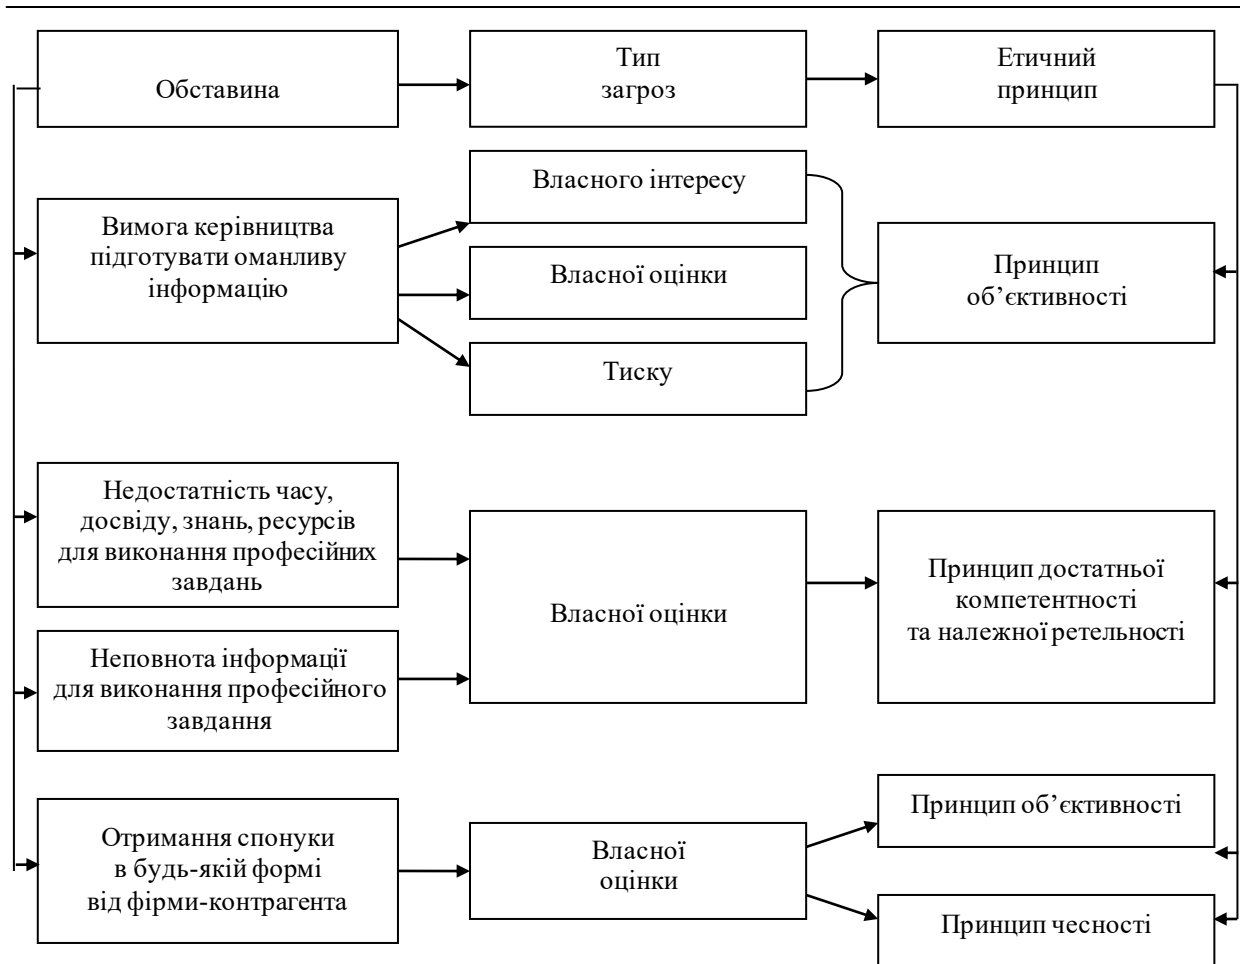 Обставина
Тип
загроз
Етичний
принцип
Вимога керівництва
підготувати оманливу
інформацію
Власного інтересу
Власної оцінки
Тиску
Принцип
об’єктивності
Недостатність часу,
досвіду, знань, ресурсів
для виконання професійних
завдань
Неповнота інформації
для виконання професійного
завдання
Власної оцінки
Принцип достатньої
компетентності
та належної ретельності
Отримання спонуки
в будь-якій формі
від фірми-контрагента
Власної
оцінки
Принцип об’єктивності
Принцип чесності